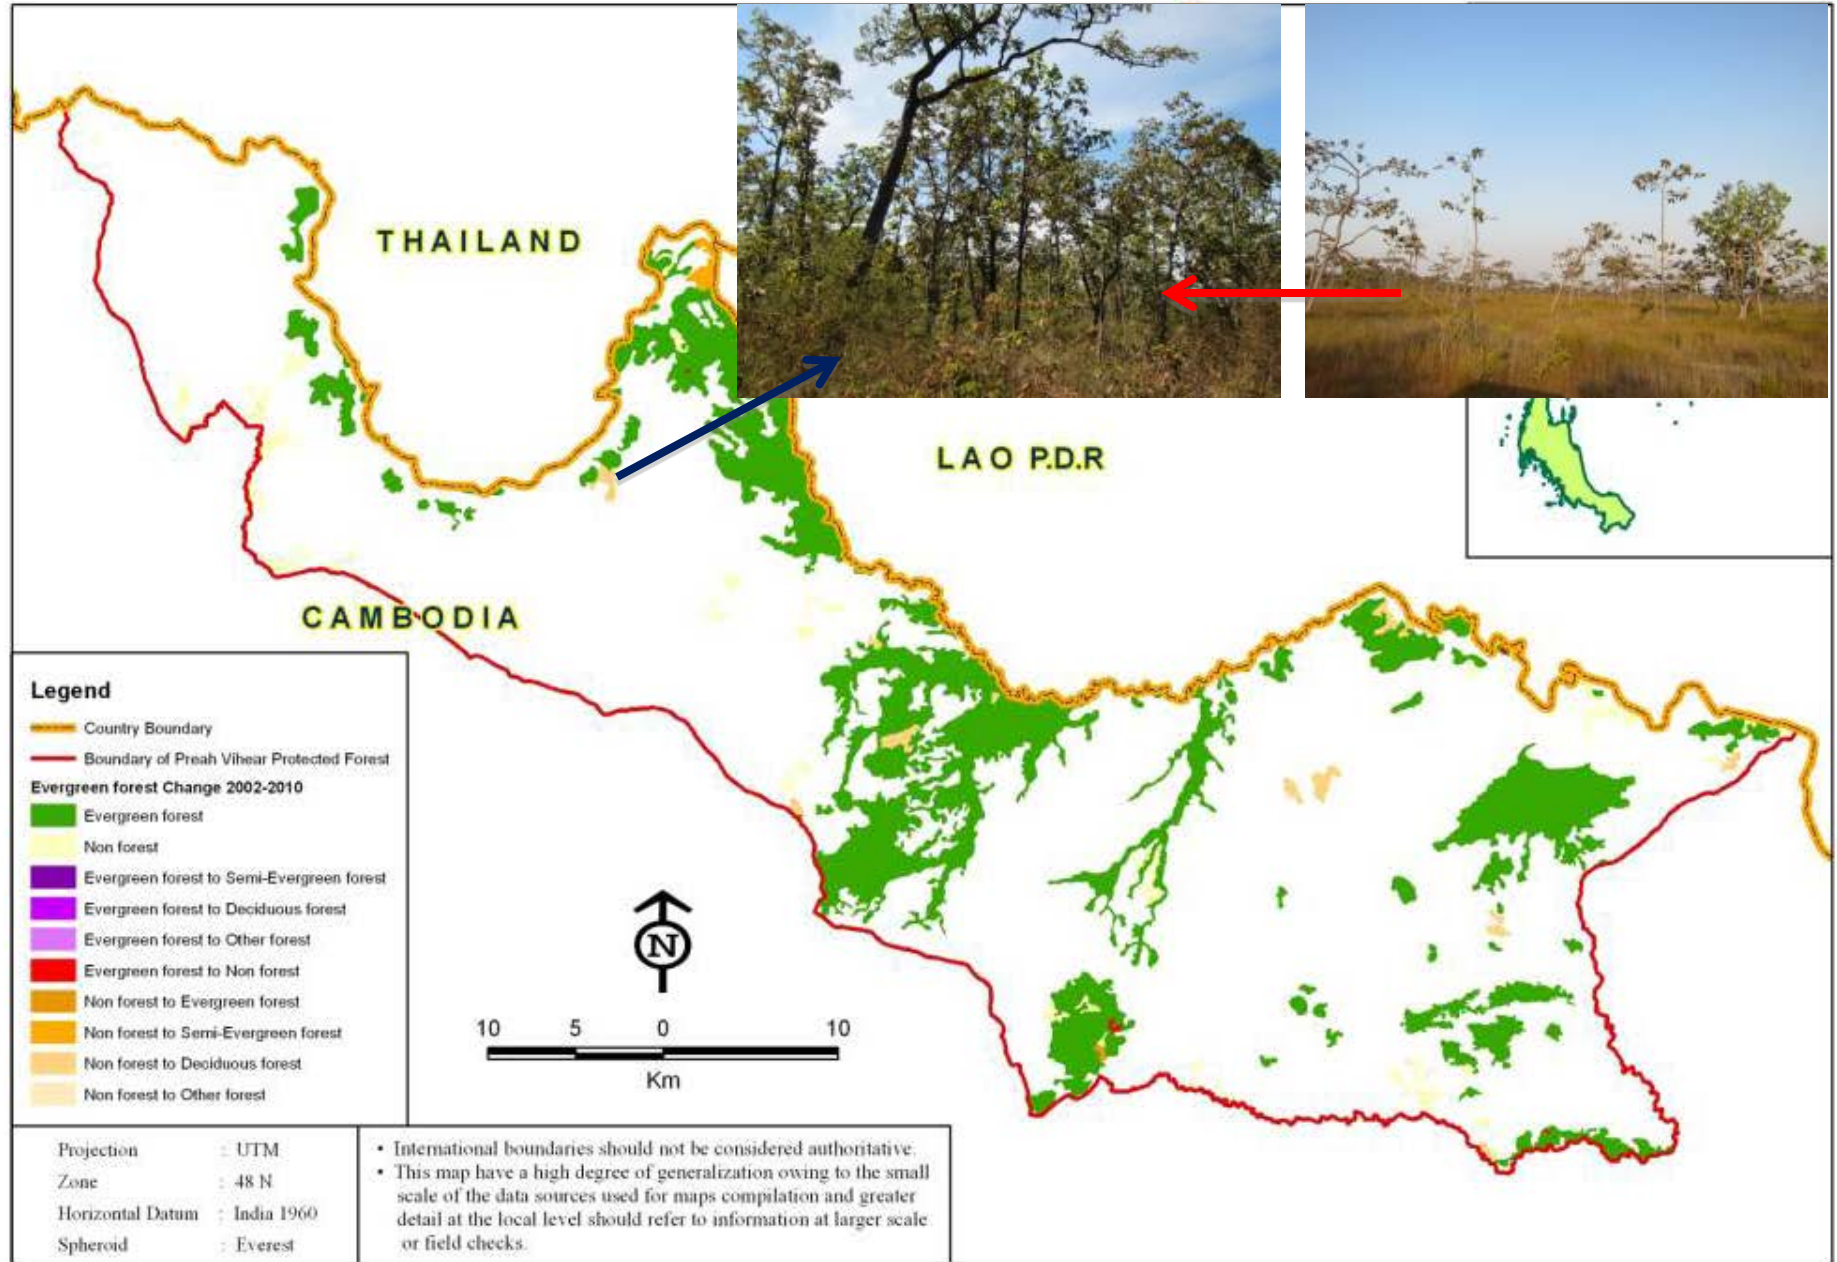 THAILAND
LAO P.D.R
CAMBODIA
Legend
Country Boundary
Boundary of Preah Vihear Protected Forest
Evergreen forest Change 2002-2010
Evergreen forest
Non forest
Evergreen forest to Semi-Evergreen forest
Evergreen forest to Deciduous forest
Evergreen forest to Other forest
Evergreen forest to Non forest
Non forest to Evergreen forest
Non forest to Semi-Evergreen forest
Non forest to Deciduous forest
Non forest to Other forest
N
10 5 0 10
Km
Projection : UTM
Zone : 48 N
Horizontal Datum : India 1960
Spheroid : Everest
• International boundaries should not be considered authoritative.
• This map have a high degree of generalization owing to the small
scale of the data sources used for maps compilation and greater
detail at the local level should refer to information at larger scale
or field checks.